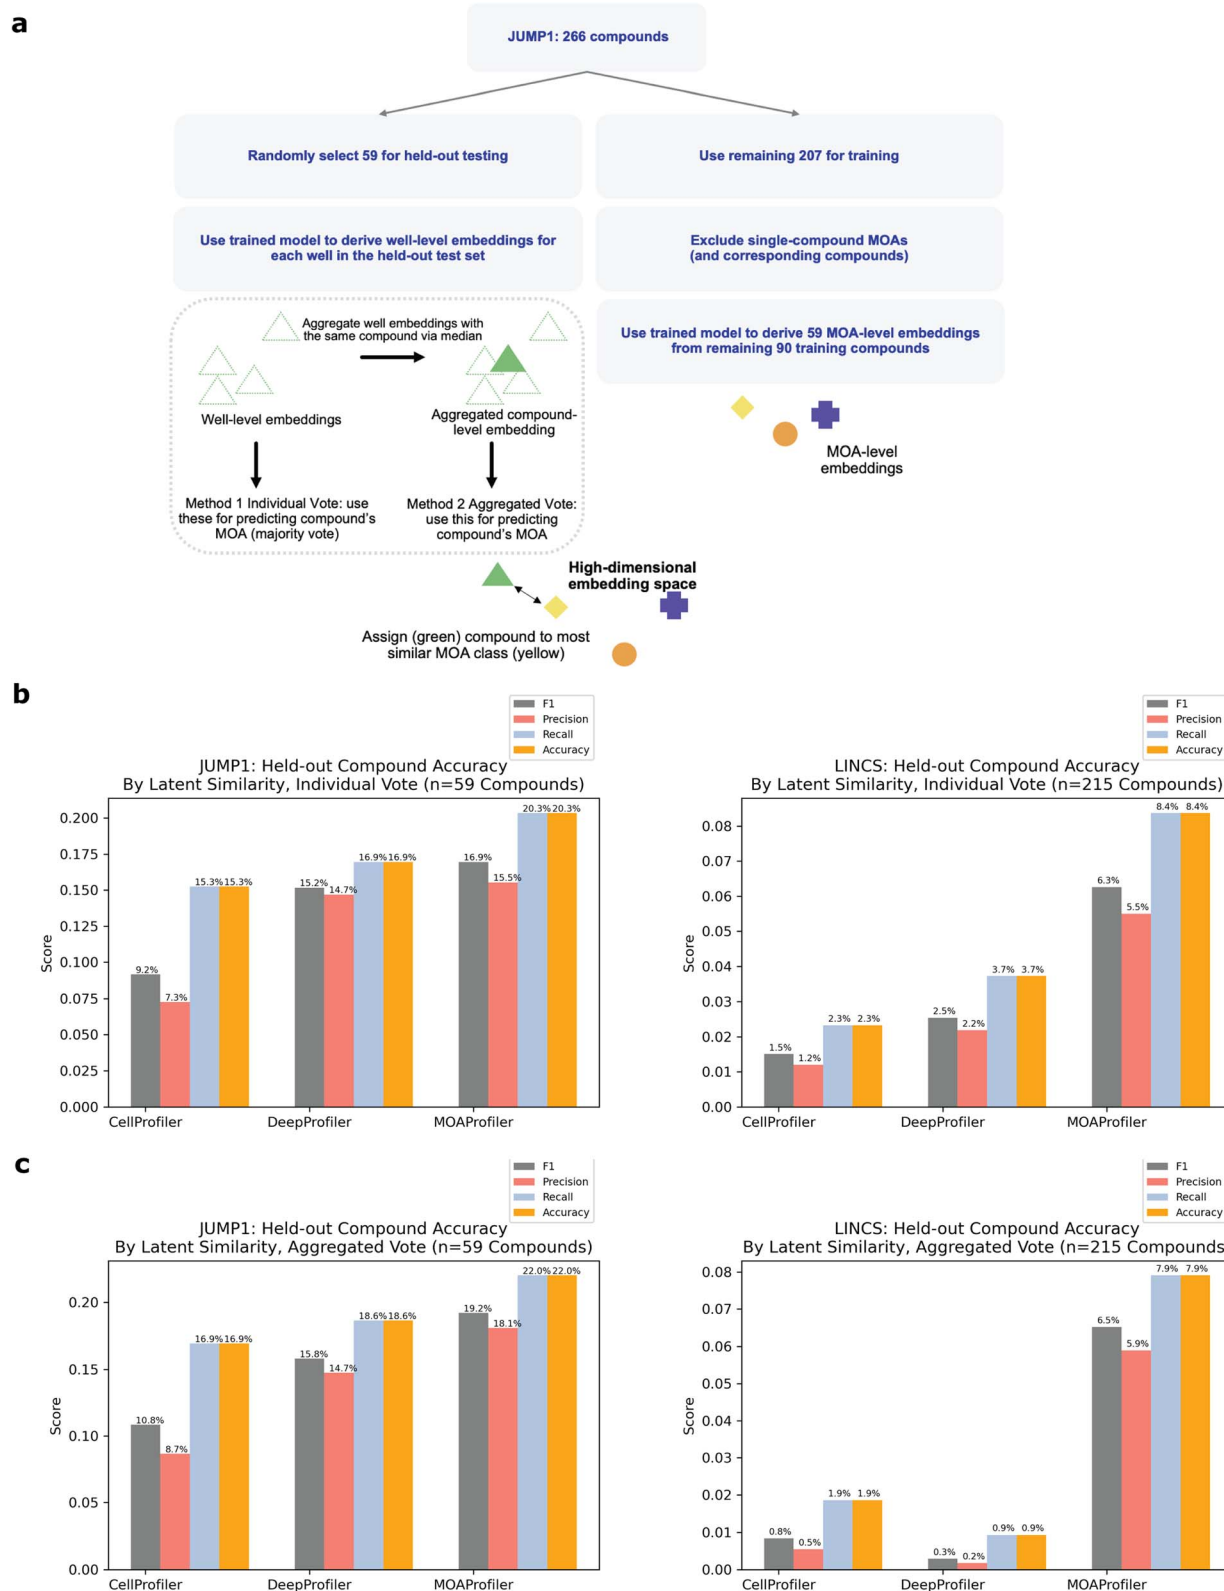 a
JUMP1: 266 compounds
Randomly select 59 for held-out testing
Use remaining 207 for training
Use trained model to derive well-level embeddings for
each well in the held-out test set
Exclude single-compound MOAs
(and corresponding compounds)
Use trained model to derive 59 MOA-level embeddings
from remaining 90 training compounds
Aggregate well embeddings with
the same compound via median
Well-level embeddings
Aggregated compound-
level embedding
MOA-level
embeddings
Method 1 Individual Vote: use
these for predicting compound's
MOA (majority vote)
Method 2 Aggregated Vote:
use this for predicting
compound's MOA
High-dimensional
embedding space
Assign (green) compound to most
similar MOA class (yellow)
b
F1
Precision
Recall
Accuracy
JUMP1: Held-out Compound Accuracy
By Latent Similarity, Individual Vote (n=59 Compounds)
Score
0.200
0.175
0.150
0.125
0.100
0.075
0.050
0.025
0.000
9.2%
7.3%
15.3%
15.3%
15.2%
14.7%
16.9%
16.9%
16.9%
15.5%
20.3%
20.3%
CellProfiler
DeepProfiler
MOAProfiler
F1
Precision
Recall
Accuracy
LINCS: Held-out Compound Accuracy
By Latent Similarity, Individual Vote (n=215 Compounds)
Score
0.08
0.07
0.06
0.05
0.04
0.03
0.02
0.01
0.00
1.5%
1.2%
2.3%
2.3%
2.5%
2.2%
3.7%
3.7%
6.3%
5.5%
8.4%
8.4%
CellProfiler
DeepProfiler
MOAProfiler
c
F1
Precision
Recall
Accuracy
JUMP1: Held-out Compound Accuracy
By Latent Similarity, Aggregated Vote (n=59 Compounds)
Score
0.20
0.15
0.10
0.05
0.00
10.8%
8.7%
16.9%
16.9%
15.8%
14.7%
18.6%
18.6%
19.2%
18.1%
22.0%
22.0%
CellProfiler
DeepProfiler
MOAProfiler
F1
Precision
Recall
Accuracy
LINCS: Held-out Compound Accuracy
By Latent Similarity, Aggregated Vote (n=215 Compounds
Score
0.08
0.07
0.06
0.05
0.04
0.03
0.02
0.01
0.00
0.8%
0.5%
1.9%
1.9%
0.3%
0.2%
0.9%
0.9%
6.5%
5.9%
7.9%
7.9%
CellProfiler
DeepProfiler
MOAProfiler